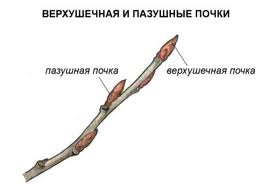 ВЕРХУШЕЧНАЯ И ПАЗУШНЫЕ ПОЧКИ
пазушная почка
верхушечная почка